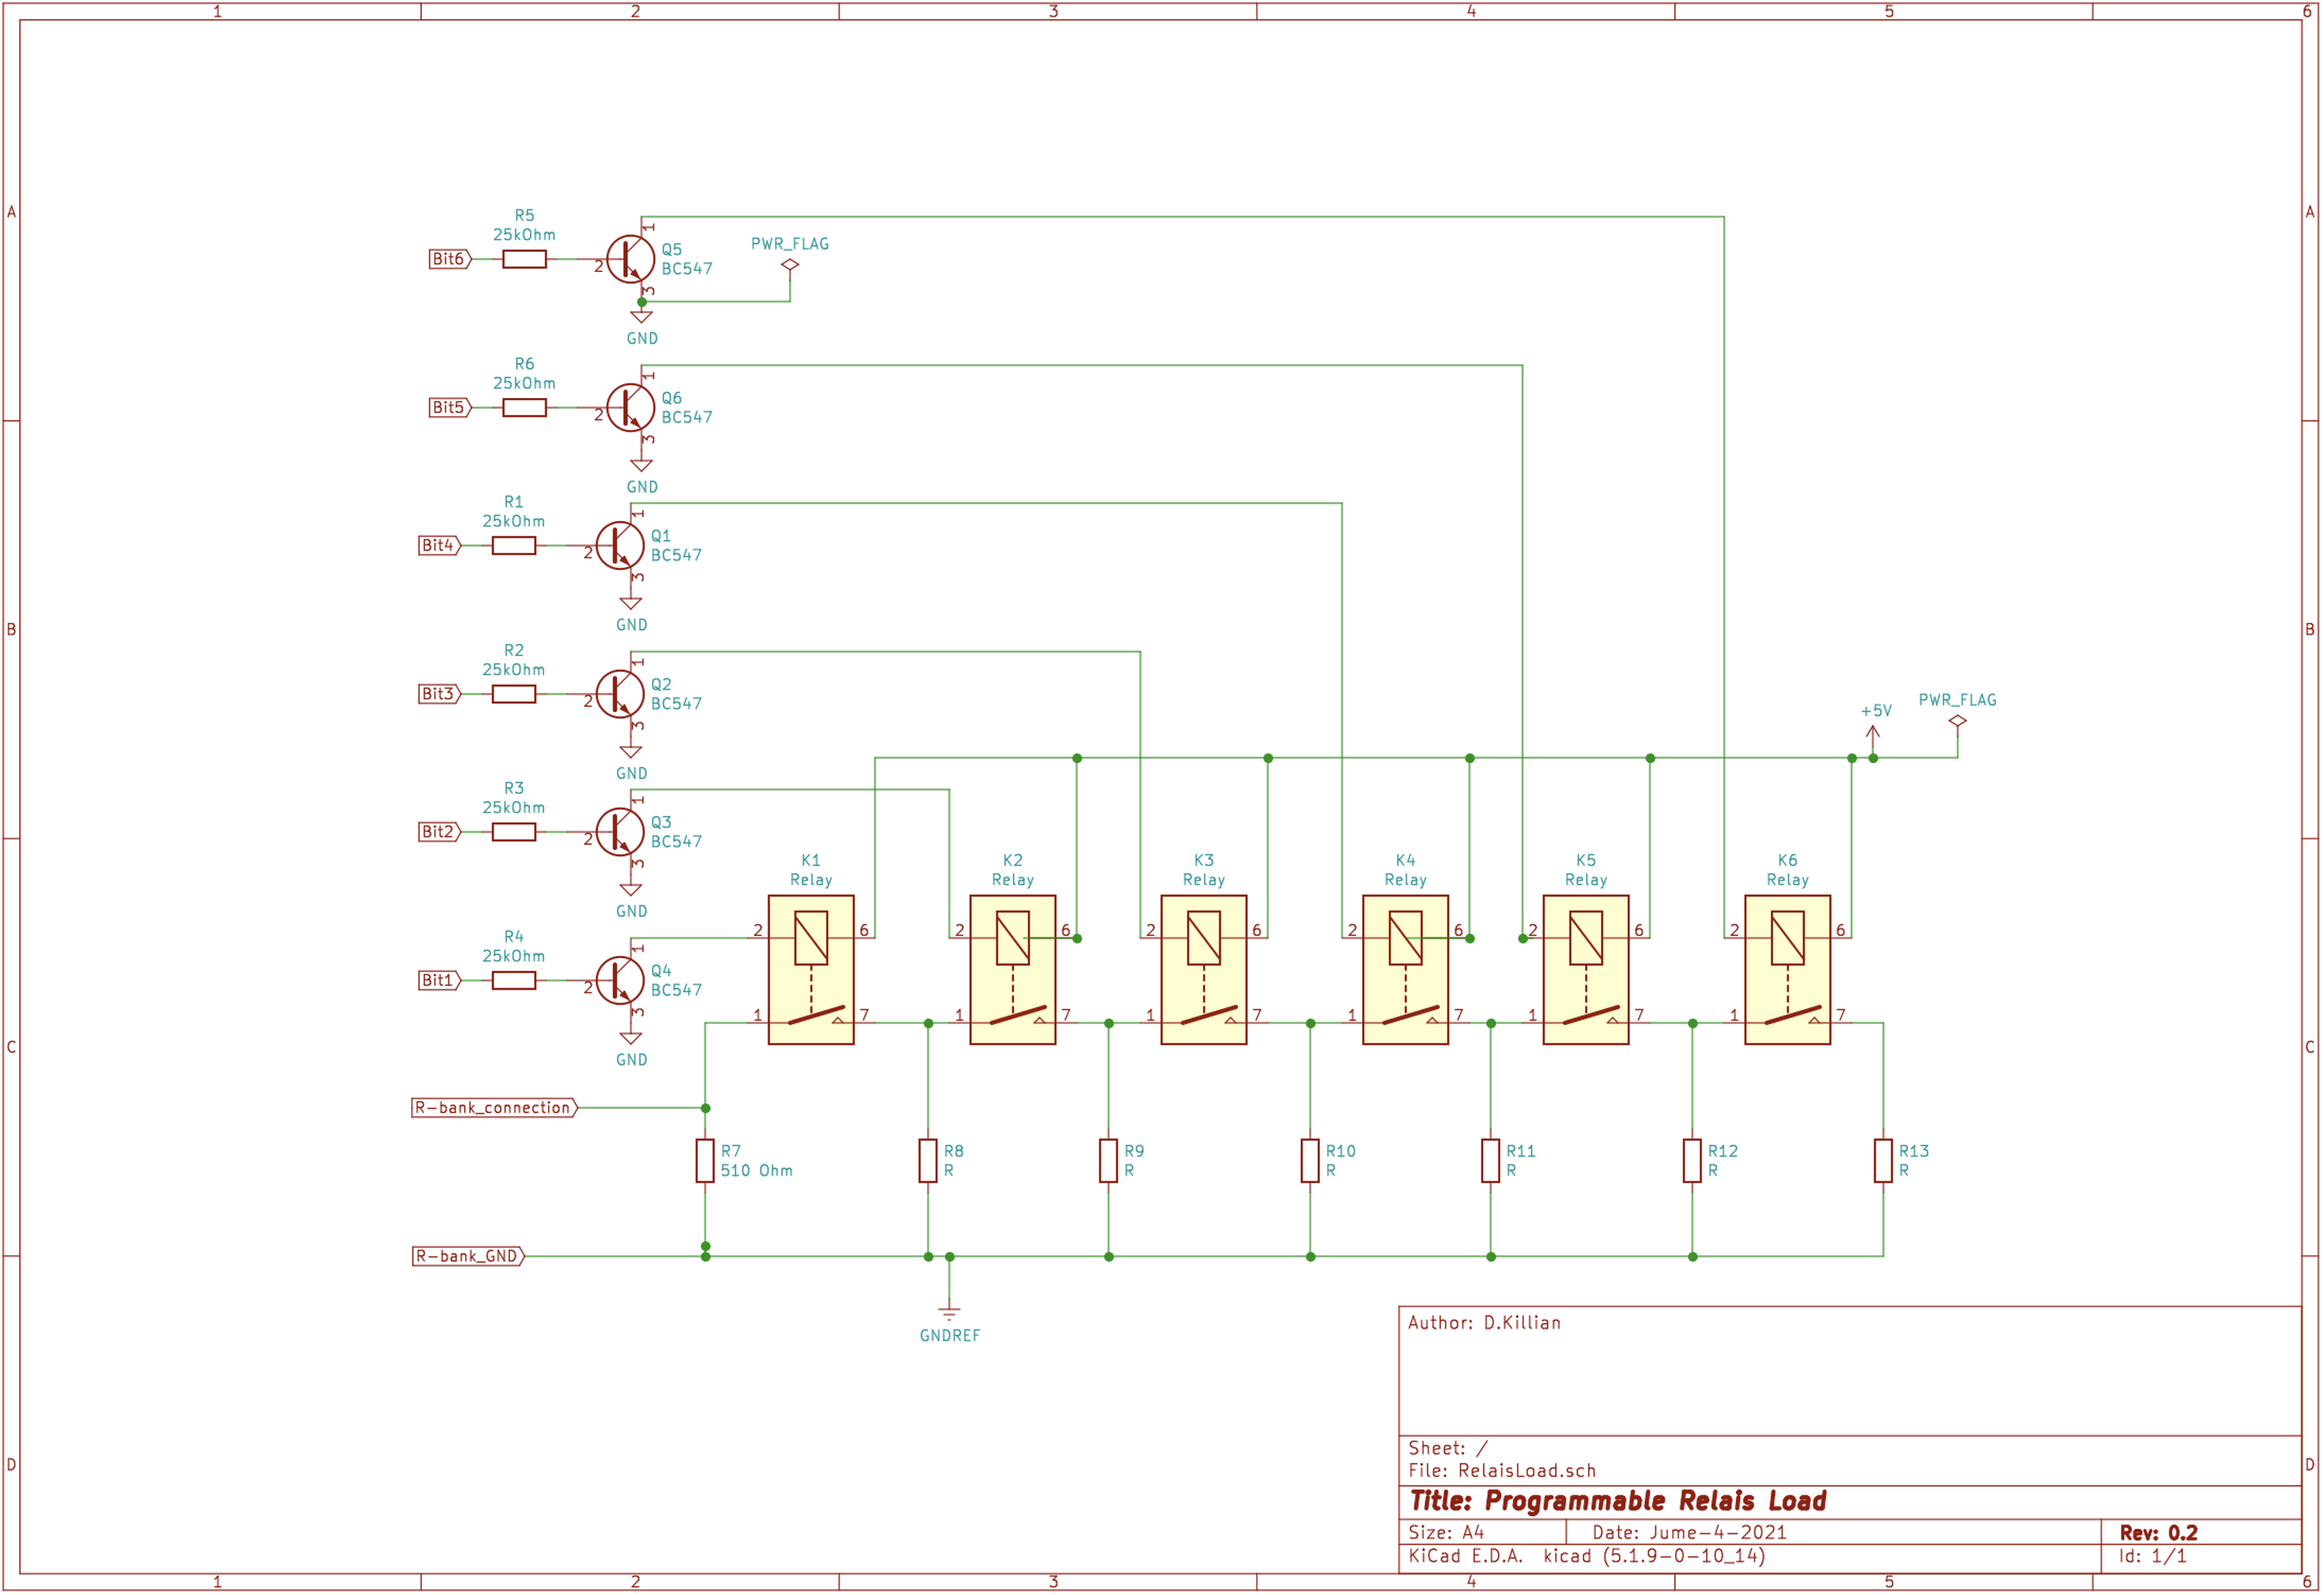 1 2 3 4 5 6
A A
R5
25kOhm
Bit6
2
1
3
Q5
BC547
PWR_FLAG
GND
R6
25kOhm
Bit5
2
1
3
Q6
BC547
GND
R1
25kOhm
Bit4
2
1
3
Q1
BC547
GND
B B
R2
25kOhm
Bit3
2
1
3
Q2
BC547
GND
+5V
PWR_FLAG
R3
25kOhm
Bit2
2
1
3
Q3
BC547
GND
R4
25kOhm
Bit1
2
1
3
Q4
BC547
GND
K1
Relay
2 6
1 7
K2
Relay
2 6
1 7
K3
Relay
2 6
1 7
K4
Relay
2 6
1 7
K5
Relay
2 6
1 7
K6
Relay
2 6
1 7
C C
R-bank_connection
R7
510 Ohm
R8
R
R9
R
R10
R
R11
R
R12
R
R13
R
R-bank_GND
GNDREF
Author: D.Killian
D D
Sheet: /
File: RelaisLoad.sch
Title: Programmable Relais Load
Size: A4 Date: Jume-4-2021 Rev: 0.2
KiCad E.D.A. kicad (5.1.9-0-10_14) Id: 1/1
1 2 3 4 5 6